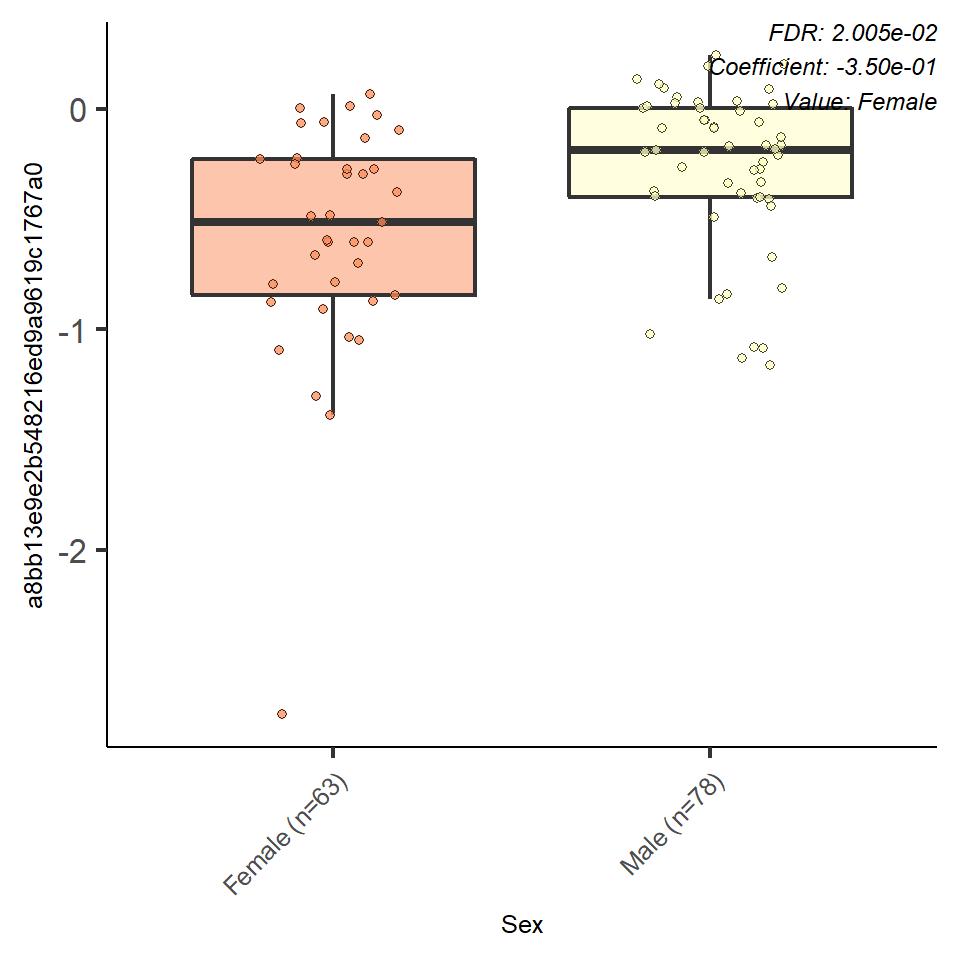 FDR: 2.005e-02
Coefficient: -3.50e-01
Value: Female
0
-1
-2
a8bb13e9e2b548216ed9a9619c1767a0
Female (n=63)
Male (n=78)
Sex